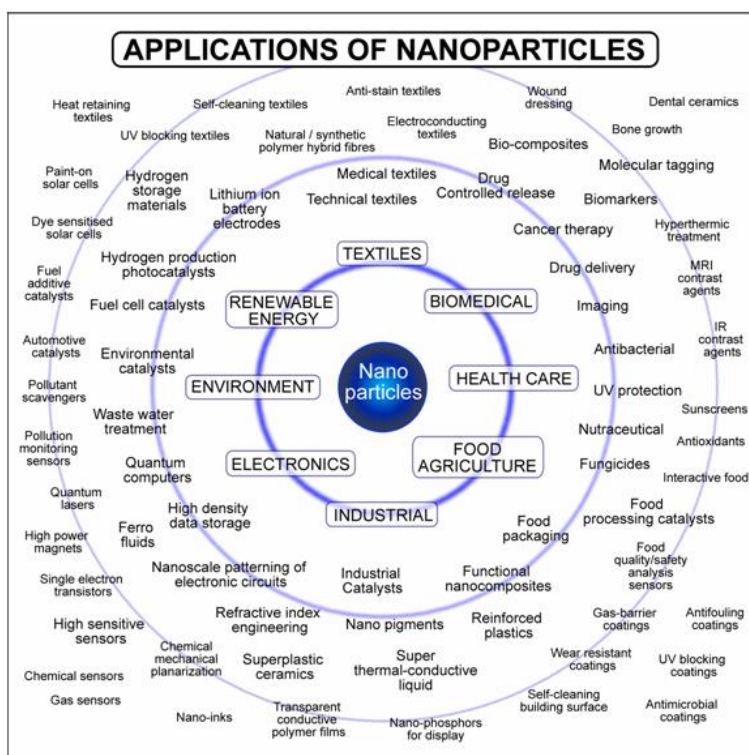 APPLICATIONS OF NANOPARTICLES
Anti-stain textiles
Wound
dressing
Heat retaining
textiles
Self-cleaning textiles
Dental ceramics
UV blocking textiles
Natural / synthetic
polymer hybrid fibres
Electroconducting
textiles
Bio-composites
Bone growth
Paint-on
solar cells
Hydrogen
storage
materials
Lithium ion
battery
electrodes
Medical textiles
Technical textiles
Drug
Controlled release
Molecular tagging
Biomarkers
Dye sensitised
solar cells
Cancer therapy
Hyperthermic
treatment
Hydrogen production
photocatalysts
TEXTILES
Drug delivery
Fuel
additive
catalysts
MRI
contrast
agents
Fuel cell catalysts
RENEWABLE
ENERGY
BIOMEDICAL
Imaging
Automotive
catalysts
Environmental
catalysts
Antibacterial
IR
contrast
agents
Pollutant
scavengers
ENVIRONMENT
Nano
particles
HEALTH CARE
UV protection
Sunscreens
Waste water
treatment
Nutraceutical
Antioxidants
Pollution
monitoring
sensors
Quantum
computers
ELECTRONICS
FOOD
AGRICULTURE
Fungicides
Interactive food
Quantum
lasers
High density
data storage
INDUSTRIAL
Food
processing catalysts
High power
magnets
Ferro
fluids
Food
packaging
Food
quality/safety
analysis
sensors
Single electron
transistors
Nanoscale patterning of
electronic circuits
Industrial
Catalysts
Functional
nanocomposites
High sensitive
sensors
Refractive index
engineering
Nano pigments
Reinforced
plastics
Gas-barrier
coatings
Antifouling
coatings
Chemical sensors
Chemical
mechanical
planarization
Superplastic
ceramics
Super
thermal-conductive
liquid
Wear resistant
coatings
UV blocking
coatings
Gas sensors
Nano-inks
Transparent
conductive
polymer films
Nano-phosphors
for display
Self-cleaning
building surface
Antimicrobial
coatings